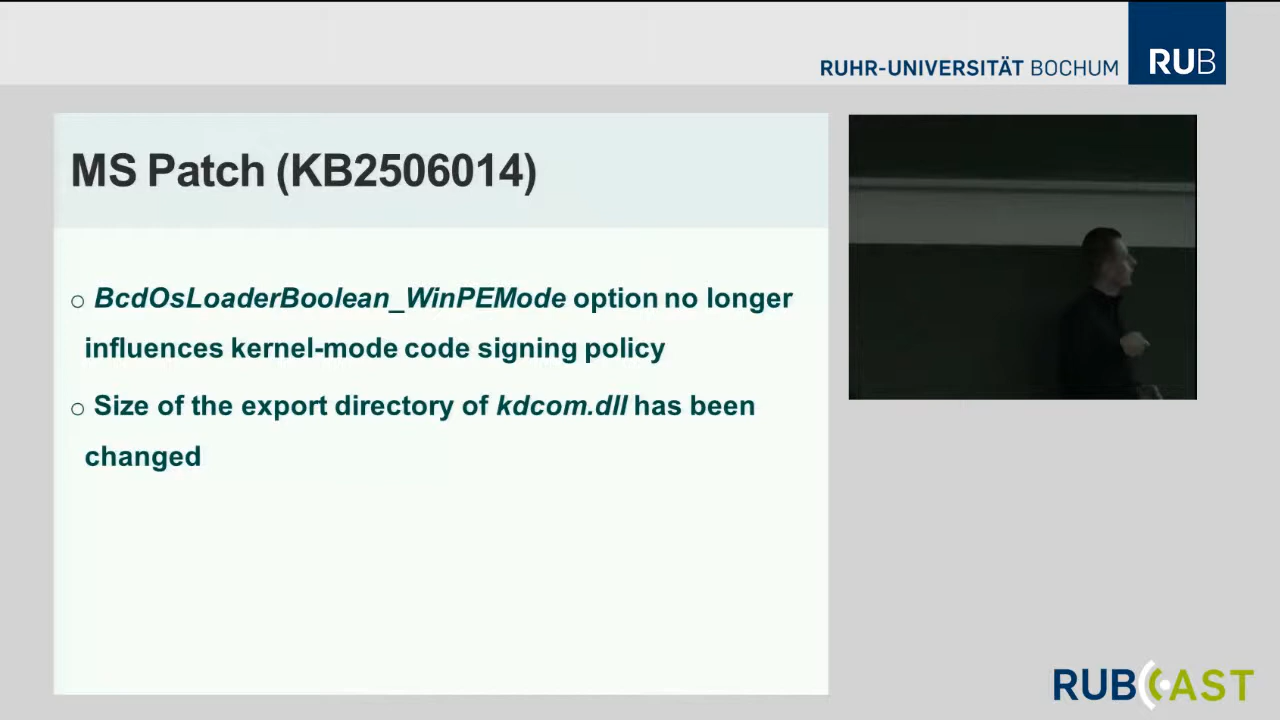 RUHR-UNIVERSITÄT BOCHUM
RUB
MS Patch (KB2506014)
○ BcdOsLoaderBoolean_WinPEMode option no longer
influences kernel-mode code signing policy
○ Size of the export directory of kdcom.dll has been
changed
RUBCAST